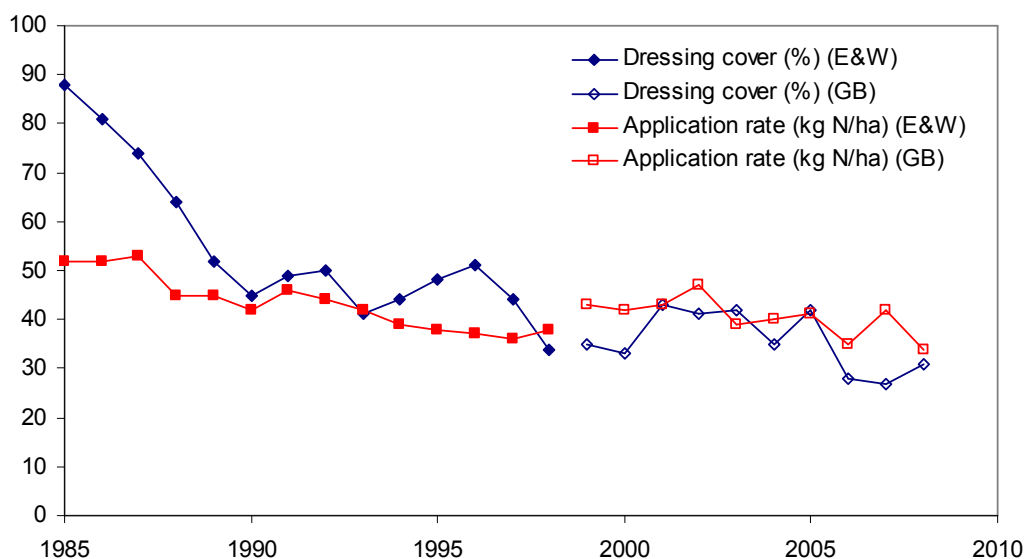 100
90
80
70
60
50
40
30
20
10
0
Dressing cover (%) (E&W)
Dressing cover (%) (GB)
Application rate (kg N/ha) (E&W)
Application rate (kg N/ha) (GB)
1985 1990 1995 2000 2005 2010